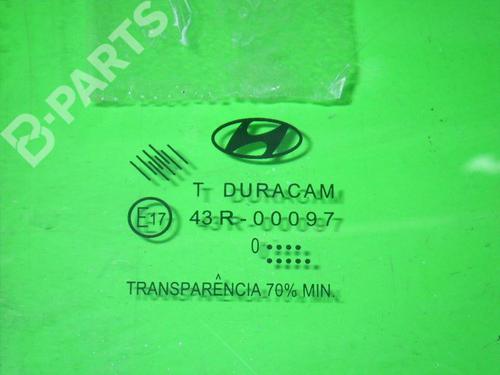 B-PARTS
T DURACAM
E17
43R-00097
0
TRANSPARÊNCIA 70% MIN.